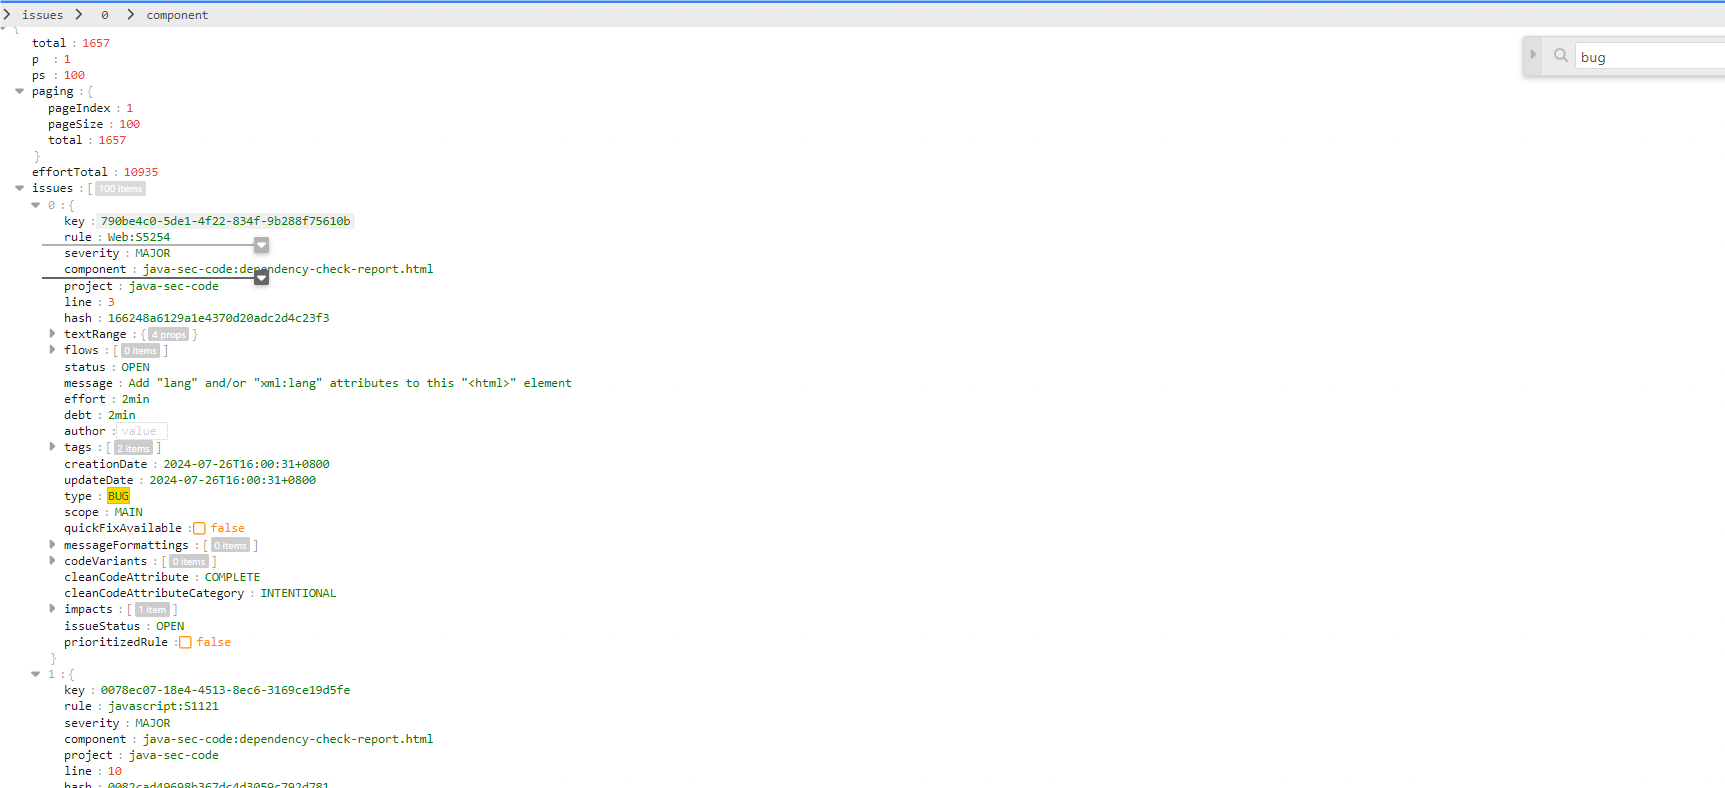 issues 0 component
{
total : 1657
p : 1
ps : 100
paging : {
pageIndex : 1
pageSize : 100
total : 1657
}
effortTotal : 10935
issues : [ 100 items
0 : {
key : 790be4c0-5de1-4f22-834f-9b288f75610b
rule : Web:S5254
severity : MAJOR
component : java-sec-code:dependency-check-report.html
project : java-sec-code
line : 3
hash : 166248a6129a1e4370d20adc2d4c23f3
textRange : { 4 props }
flows : [ 0 items ]
status : OPEN
message : Add "lang" and/or "xml:lang" attributes to this "<html>" element
effort : 2min
debt : 2min
author : value
tags : [ 2 items ]
creationDate : 2024-07-26T16:00:31+0800
updateDate : 2024-07-26T16:00:31+0800
type : BUG
scope : MAIN
quickFixAvailable : false
messageFormattings : [ 0 items ]
codeVariants : [ 0 items ]
cleanCodeAttribute : COMPLETE
cleanCodeAttributeCategory : INTENTIONAL
impacts : [ 1 item ]
issueStatus : OPEN
prioritizedRule : false
}
1 : {
key : 0078ec07-18e4-4513-8ec6-3169ce19d5fe
rule : javascript:S1121
severity : MAJOR
component : java-sec-code:dependency-check-report.html
project : java-sec-code
line : 10
hash : 0082cad49698b367dc4d3059c792d781
bug